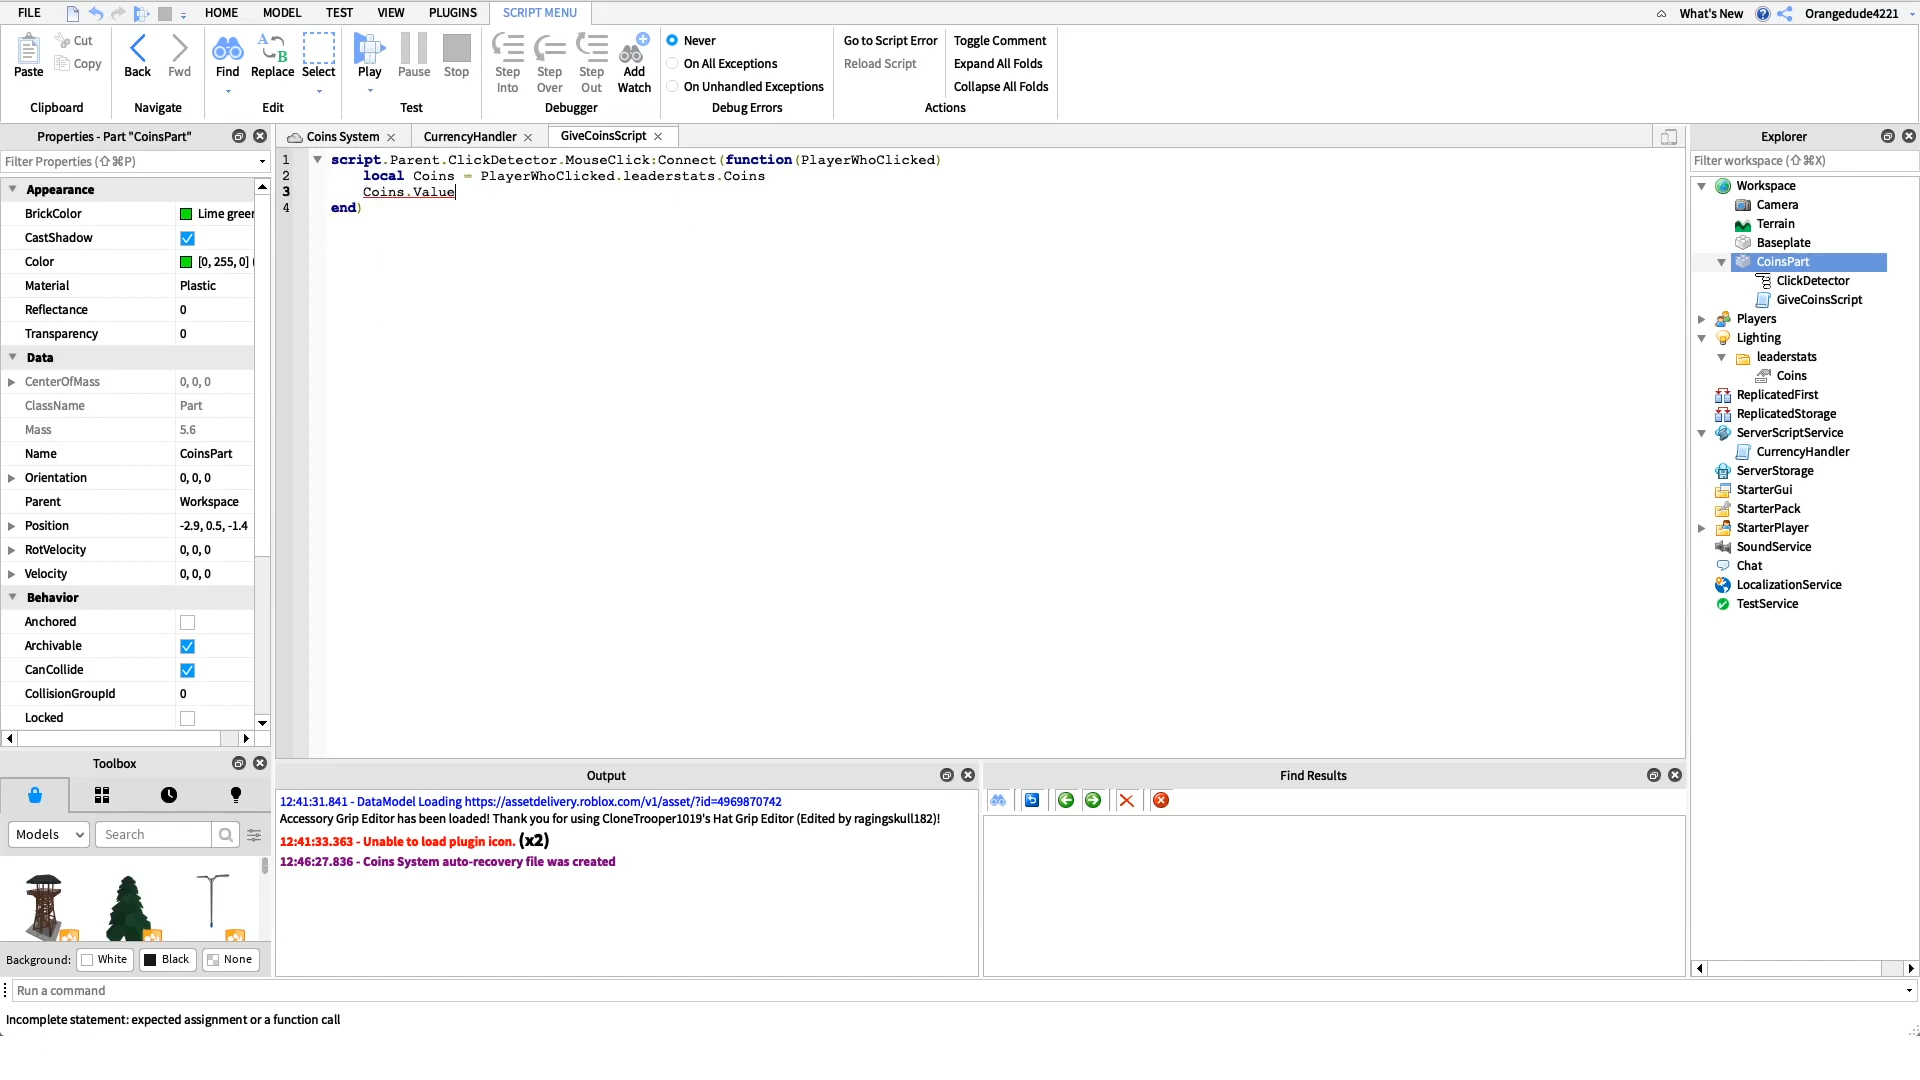 FILE HOME MODEL TEST VIEW PLUGINS SCRIPT MENU What's New Orangedude4221
Paste Cut Copy Clipboard
Back Fwd Navigate
Find Replace Select Edit
Play Pause Stop Test
Step Into Step Over Step Out Add Watch Debugger
Never
On All Exceptions
On Unhandled Exceptions
Debug Errors
Go to Script Error Toggle Comment
Reload Script Expand All Folds
Collapse All Folds
Actions
Properties - Part "CoinsPart"
Filter Properties (⇧⌘P)
Appearance
BrickColor Lime green
CastShadow
Color [0, 255, 0] (
Material Plastic
Reflectance 0
Transparency 0
Data
CenterOfMass 0, 0, 0
ClassName Part
Mass 5.6
Name CoinsPart
Orientation 0, 0, 0
Parent Workspace
Position -2.9, 0.5, -1.4
RotVelocity 0, 0, 0
Velocity 0, 0, 0
Behavior
Anchored
Archivable
CanCollide
CollisionGroupId 0
Locked
Toolbox
Models Search
Background: White Black None
Coins System CurrencyHandler GiveCoinsScript
1 script.Parent.ClickDetector.MouseClick:Connect(function(PlayerWhoClicked)
2 local Coins = PlayerWhoClicked.leaderstats.Coins
3 Coins.Value
4 end)
Output
12:41:31.841 - DataModel Loading https://assetdelivery.roblox.com/v1/asset/?id=4969870742
Accessory Grip Editor has been loaded! Thank you for using CloneTrooper1019's Hat Grip Editor (Edited by ragingskull182)!
12:41:33.363 - Unable to load plugin icon. (x2)
12:46:27.836 - Coins System auto-recovery file was created
Find Results
Explorer
Filter workspace (⇧⌘X)
Workspace
Camera
Terrain
Baseplate
CoinsPart
ClickDetector
GiveCoinsScript
Players
Lighting
leaderstats
Coins
ReplicatedFirst
ReplicatedStorage
ServerScriptService
CurrencyHandler
ServerStorage
StarterGui
StarterPack
StarterPlayer
SoundService
Chat
LocalizationService
TestService
Run a command
Incomplete statement: expected assignment or a function call